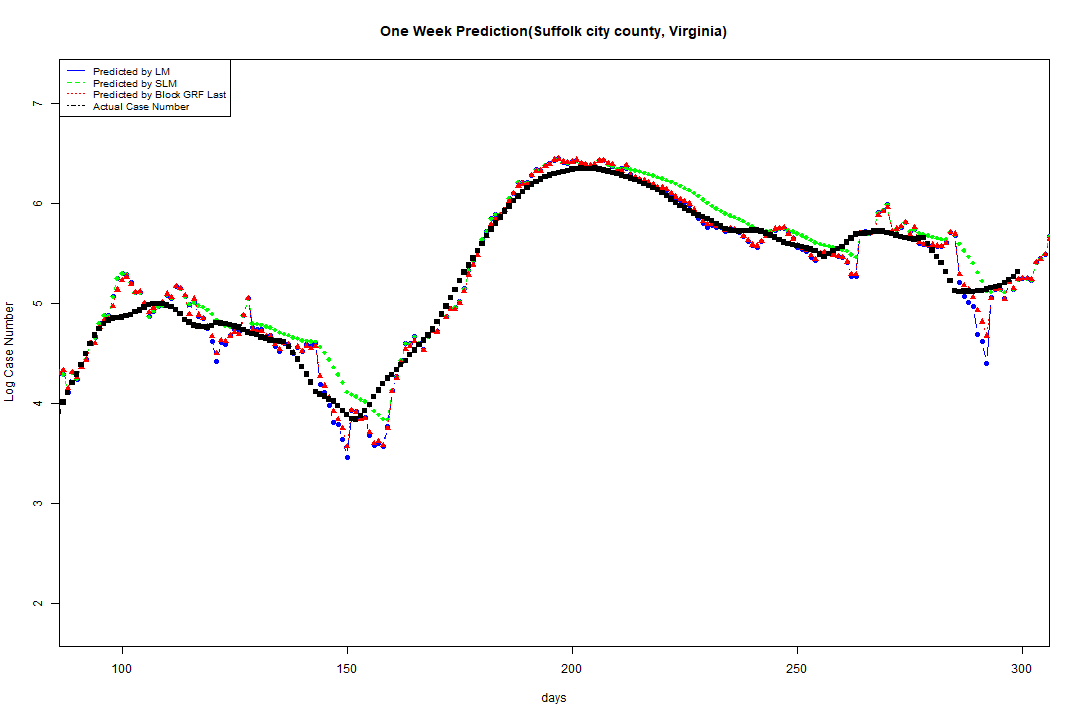 One Week Prediction(Suffolk city county, Virginia)
Predicted by LM
Predicted by SLM
Predicted by Block GRF Last
Actual Case Number
7
6
5
4
3
2
Log Case Number
100 150 200 250 300
days